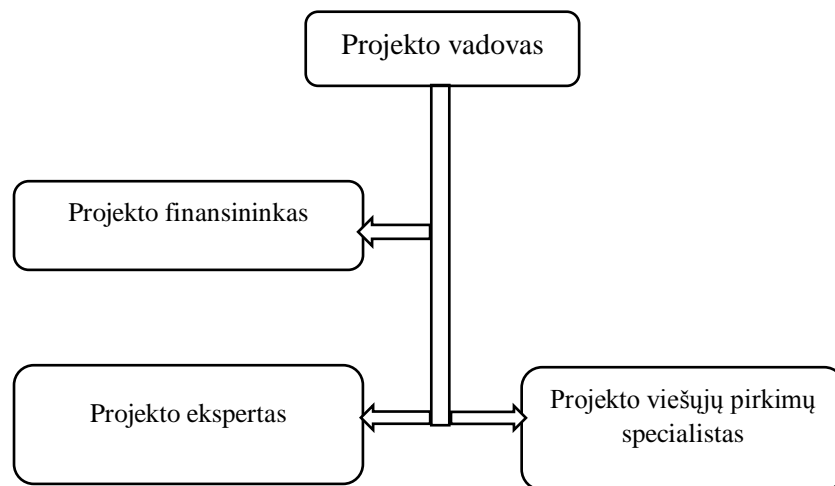 Projekto vadovas
Projekto finansininkas
Projekto ekspertas
Projekto viešųjų pirkimų
specialistas